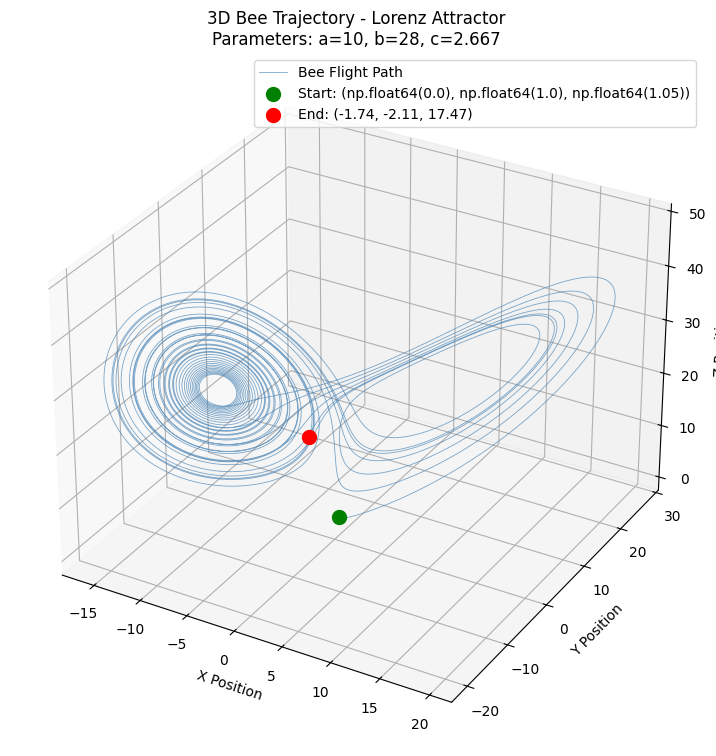 3D Bee Trajectory - Lorenz Attractor
Parameters: a=10, b=28, c=2.667
Bee Flight Path
Start: (np.float64(0.0), np.float64(1.0), np.float64(1.05))
End: (-1.74, -2.11, 17.47)
50
40
30
20
10
0
30
20
10
0
−10
−20
Y Position
−15
−10
−5
0
5
10
15
20
X Position